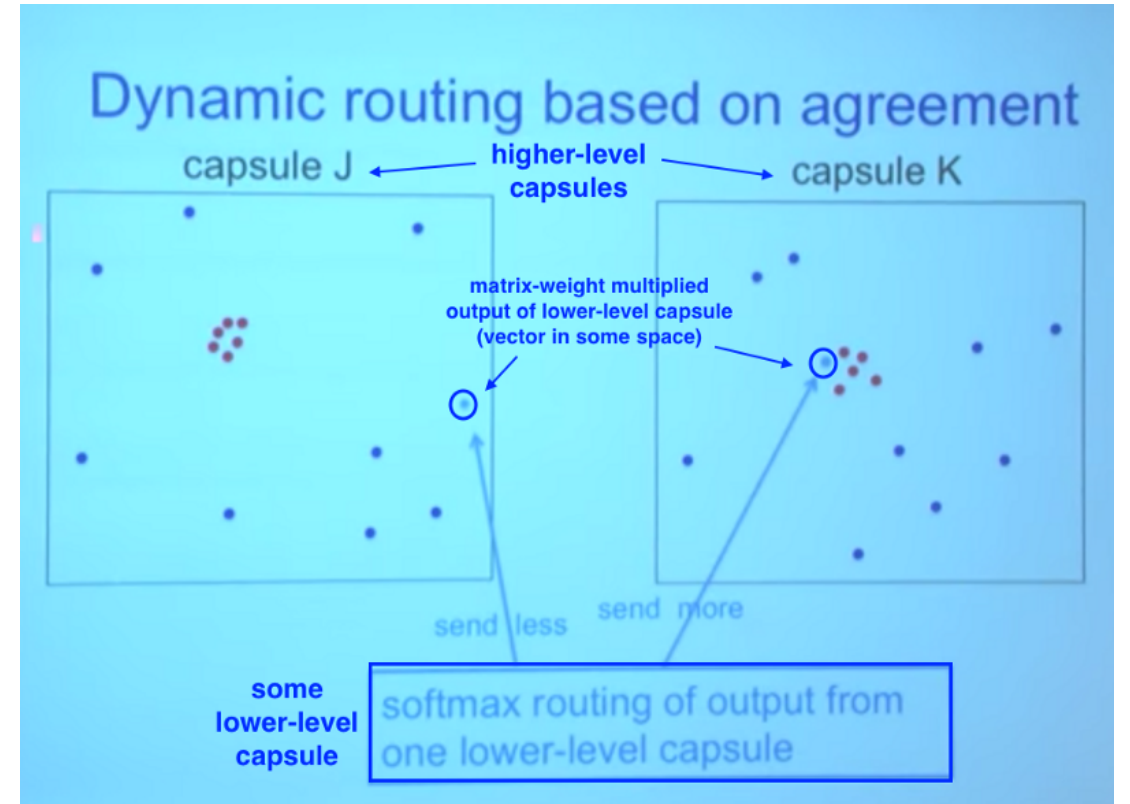 Dynamic routing based on agreement
capsule J
higher-level
capsules
capsule K
matrix-weight multiplied
output of lower-level capsule
(vector in some space)
send less
send more
some
lower-level
capsule
softmax routing of output from
one lower-level capsule